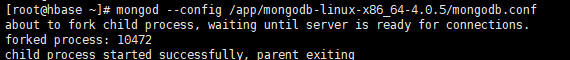 [root@hbase ~]# mongod --config /app/mongodb-linux-x86_64-4.0.5/mongodb.conf
about to fork child process, waiting until server is ready for connections.
forked process: 10472
child process started successfully, parent exiting